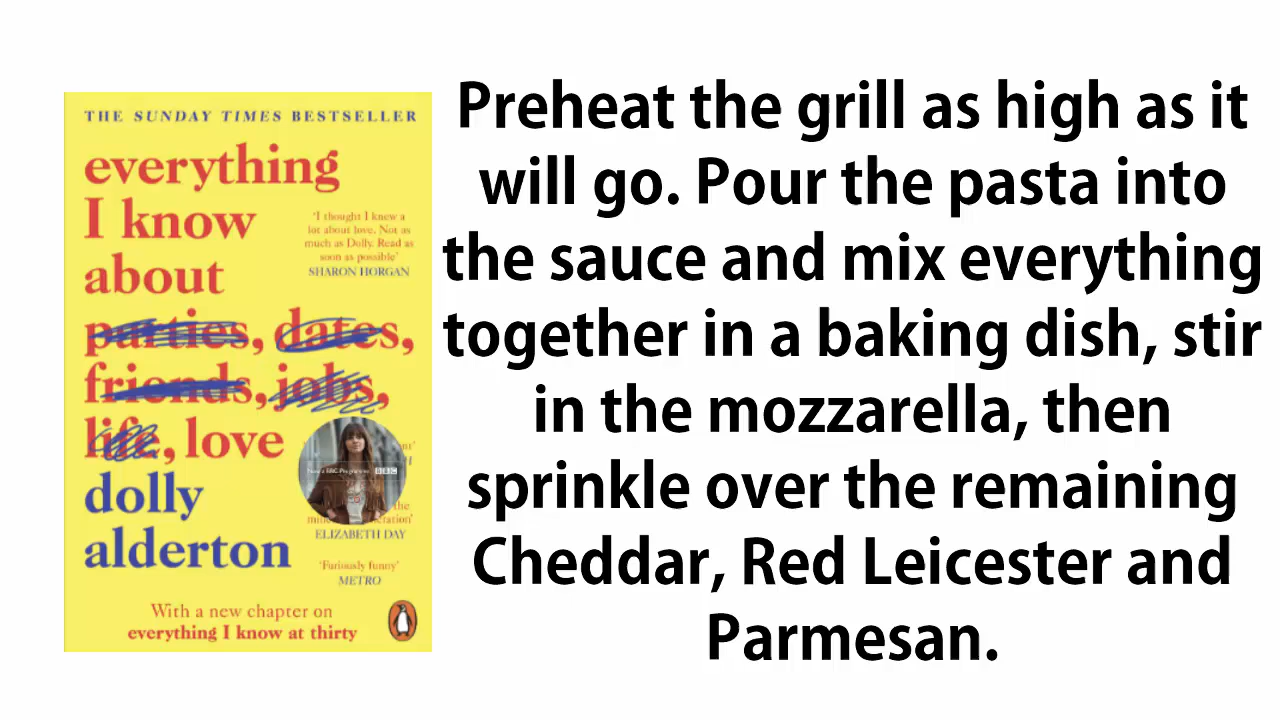 THE SUNDAY TIMES BESTSELLER
everything
I know
about
parties, dates,
friends, jobs,
life, love
dolly
alderton
'I thought I knew a
lot about love. Not as
much as Dolly. Read as
soon as possible'
SHARON HORGAN
BBC Programme BBC
the
ELIZABETH DAY
'Furiously funny'
METRO
With a new chapter on
everything I know at thirty
Preheat the grill as high as it
will go. Pour the pasta into
the sauce and mix everything
together in a baking dish, stir
in the mozzarella, then
sprinkle over the remaining
Cheddar, Red Leicester and
Parmesan.